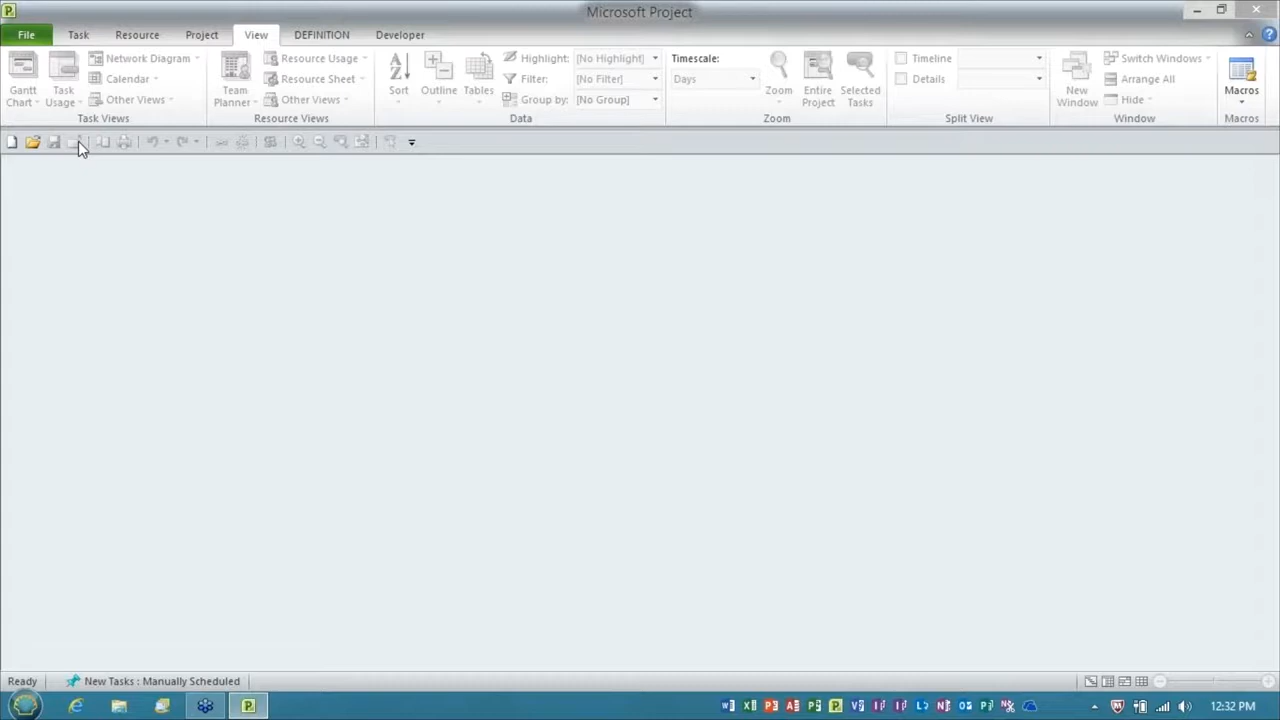 Microsoft Project
File Task Resource Project View DEFINITION Developer
Gantt Chart
Task Usage
Network Diagram
Calendar
Other Views
Task Views
Team Planner
Resource Usage
Resource Sheet
Other Views
Resource Views
Sort
Outline
Tables
Highlight: [No Highlight]
Filter: [No Filter]
Group by: [No Group]
Data
Timescale:
Days
Zoom
Entire Project
Selected Tasks
Zoom
Timeline
Details
Split View
New Window
Switch Windows
Arrange All
Hide
Window
Macros
Macros
Ready New Tasks : Manually Scheduled
12:32 PM